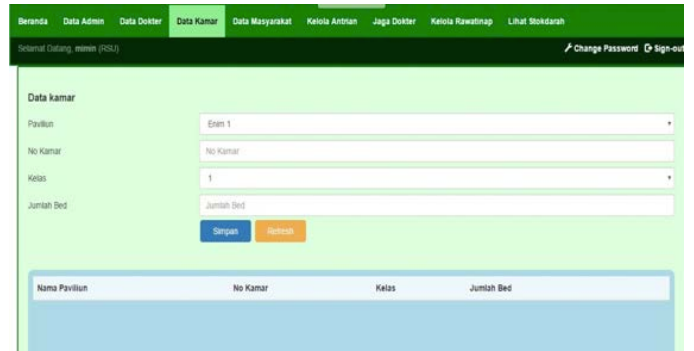 Beranda Data Admin Data Dokter Data Kamar Data Masyarakat Kelola Antrian Jaga Dokter Kelola Rawatinap Lihat Stokdarah
Selamat Datang, mimin (RSU) Change Password Sign-out
Data kamar
Paviliun Enim 1
No Kamar No Kamar
Kelas 1
Jumlah Bed Jumlah Bed
Simpan Refresh
Nama Paviliun No Kamar Kelas Jumlah Bed